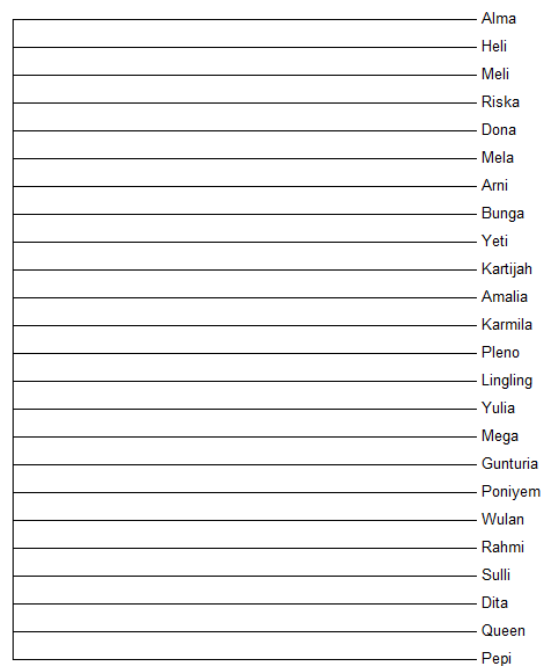 Alma
Heli
Meli
Riska
Dona
Mela
Arni
Bunga
Yeti
Kartijah
Amalia
Karmila
Pleno
Lingling
Yulia
Mega
Gunturia
Poniyem
Wulan
Rahmi
Sulli
Dita
Queen
Pepi